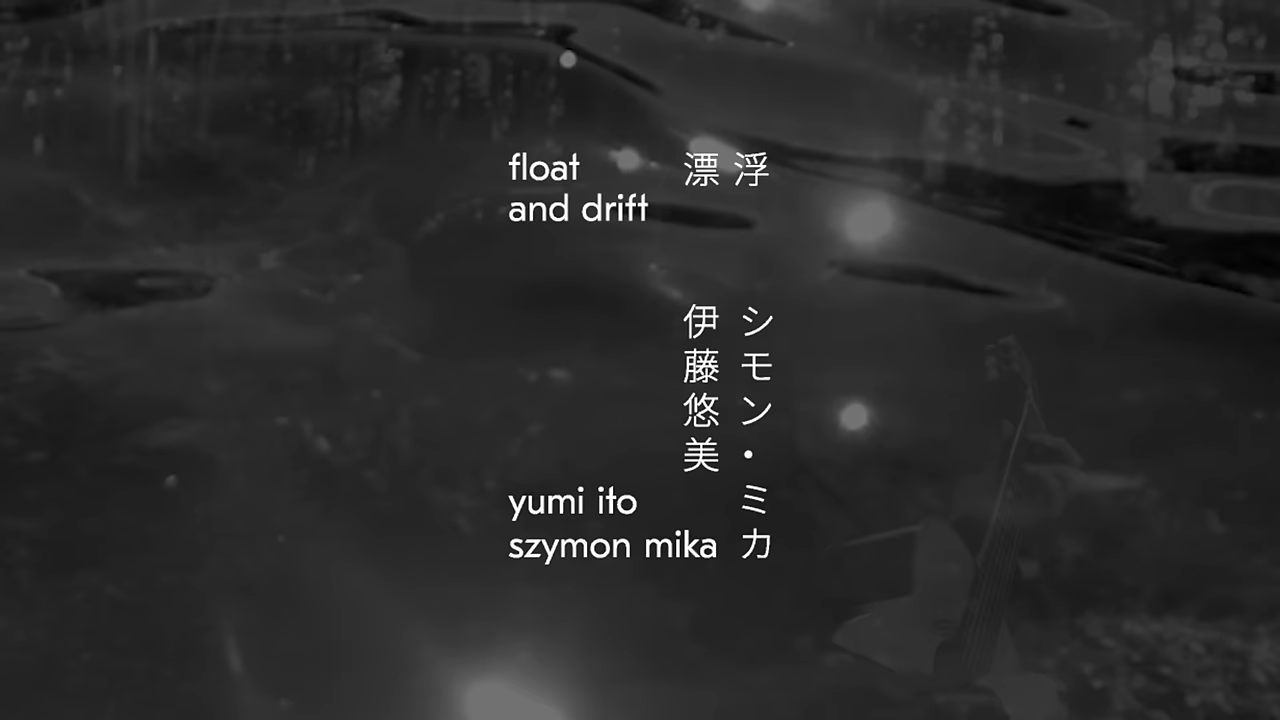 float
and drift
浮
漂
シモン・ミカ
伊藤悠美
yumi ito
szymon mika